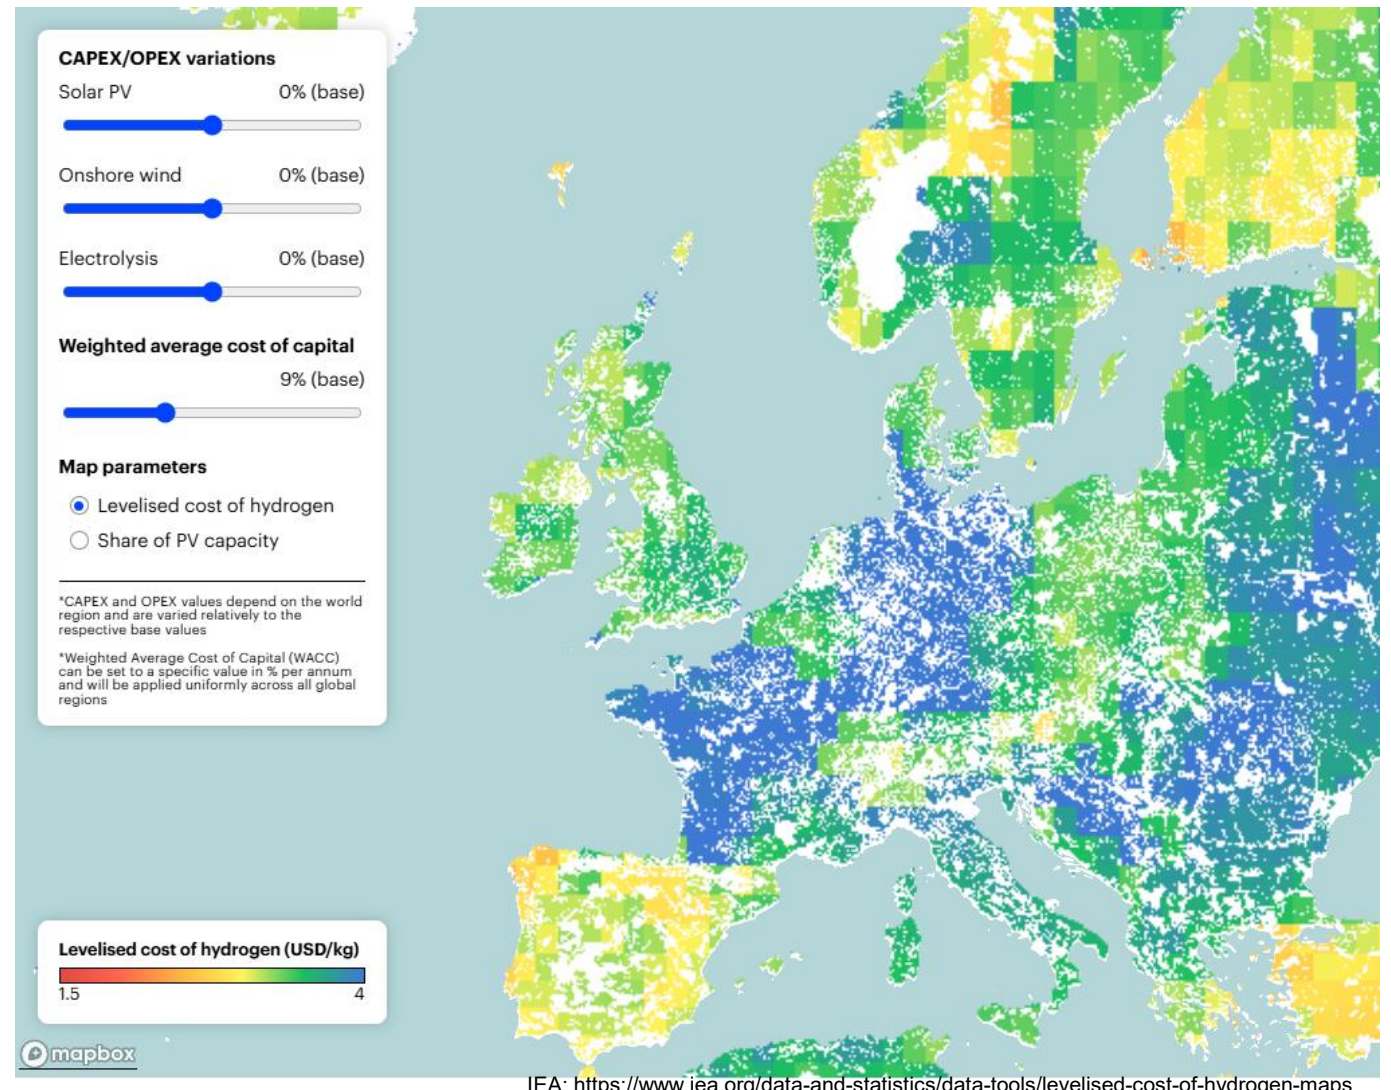 CAPEX/OPEX variations
Solar PV 0% (base)
Onshore wind 0% (base)
Electrolysis 0% (base)
Weighted average cost of capital
9% (base)
Map parameters
Levelised cost of hydrogen
Share of PV capacity
*CAPEX and OPEX values depend on the world
region and are varied relatively to the
respective base values
*Weighted Average Cost of Capital (WACC)
can be set to a specific value in % per annum
and will be applied uniformly across all global
regions
Levelised cost of hydrogen (USD/kg)
1.5 4
mapbox
IEA: https://www.iea.org/data-and-statistics/data-tools/levelised-cost-of-hydrogen-maps